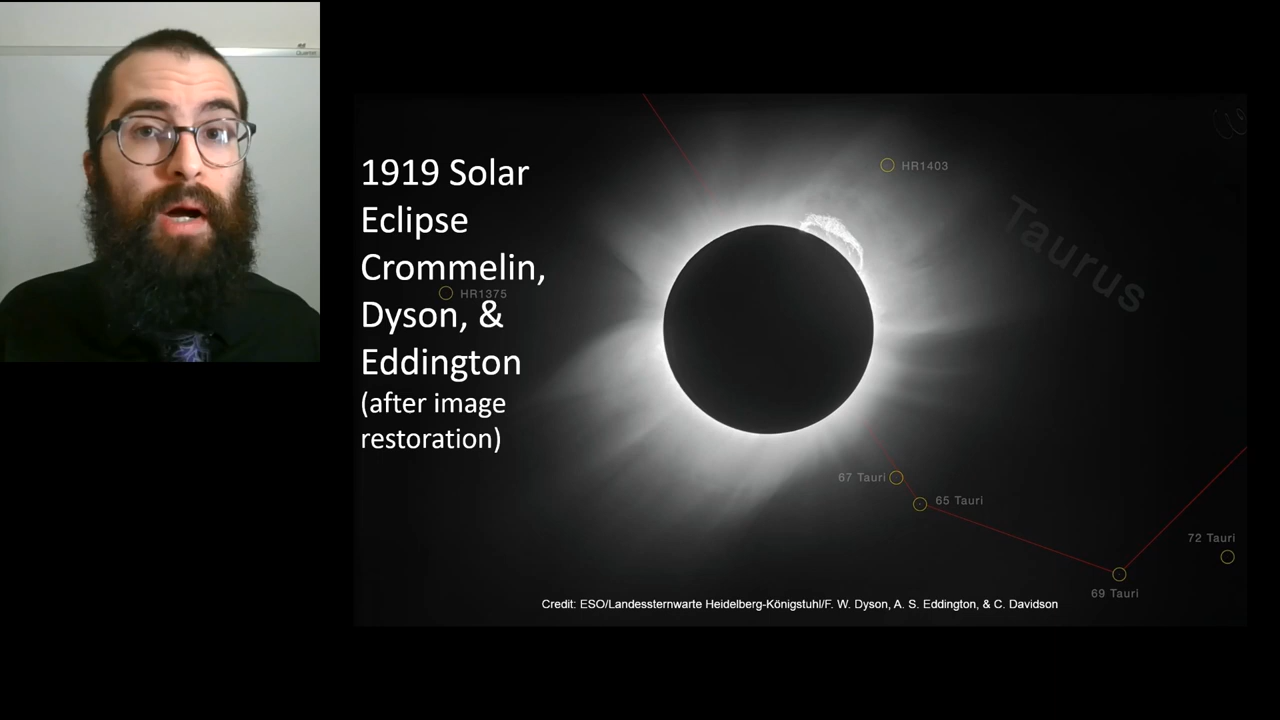 1919 Solar
Eclipse
Crommelin,
Dyson, &
Eddington
(after image
restoration)
HR1403
HR1375
Taurus
67 Tauri
65 Tauri
72 Tauri
69 Tauri
Credit: ESO/Landessternwarte Heidelberg-Königstuhl/F. W. Dyson, A. S. Eddington, & C. Davidson